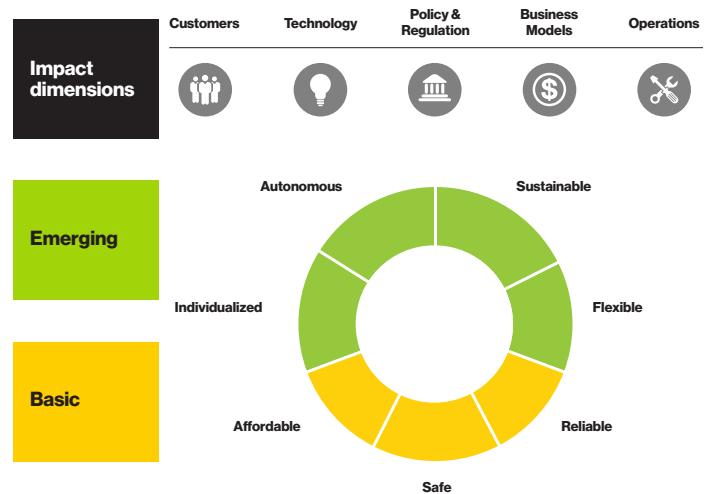 Impact
dimensions
Customers
Technology
Policy &
Regulation
Business
Models
Operations
$
Emerging
Autonomous
Sustainable
Individualized
Flexible
Basic
Affordable
Reliable
Safe